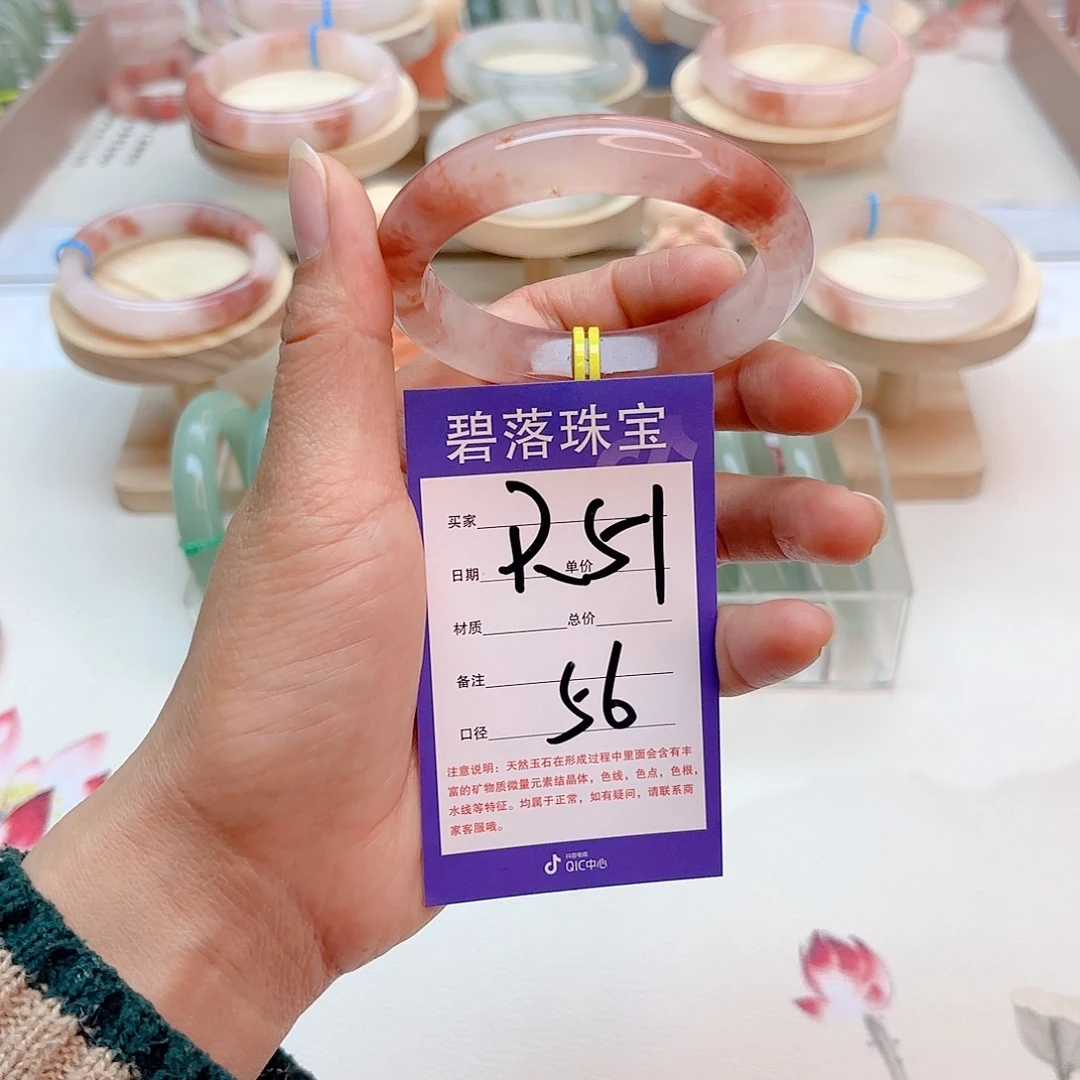 碧落珠宝
买家
R51
日期 单价
材质 总价
备注
56
口径
注意说明：天然玉石在形成过程中里面会含有丰
富的矿物质微量元素结晶体，色线，色点，色根，
水线等特征。均属于正常，如有疑问，请联系商
家客服哦。
抖音电商
QIC中心